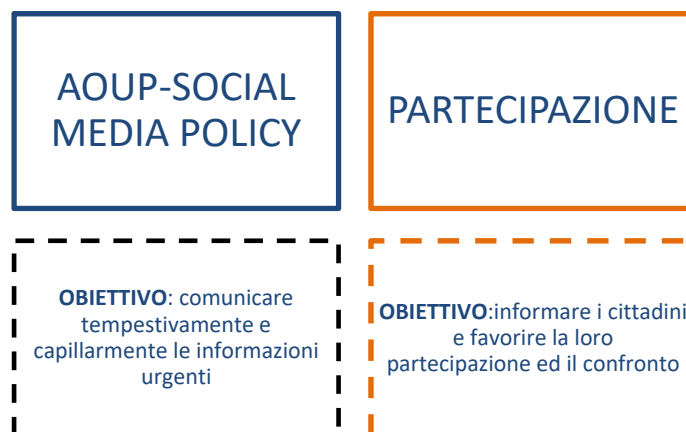 AOUP-SOCIAL
MEDIA POLICY
PARTECIPAZIONE
OBIETTIVO: comunicare
tempestivamente e
capillarmente le informazioni
urgenti
OBIETTIVO:informare i cittadini
e favorire la loro
partecipazione ed il confronto